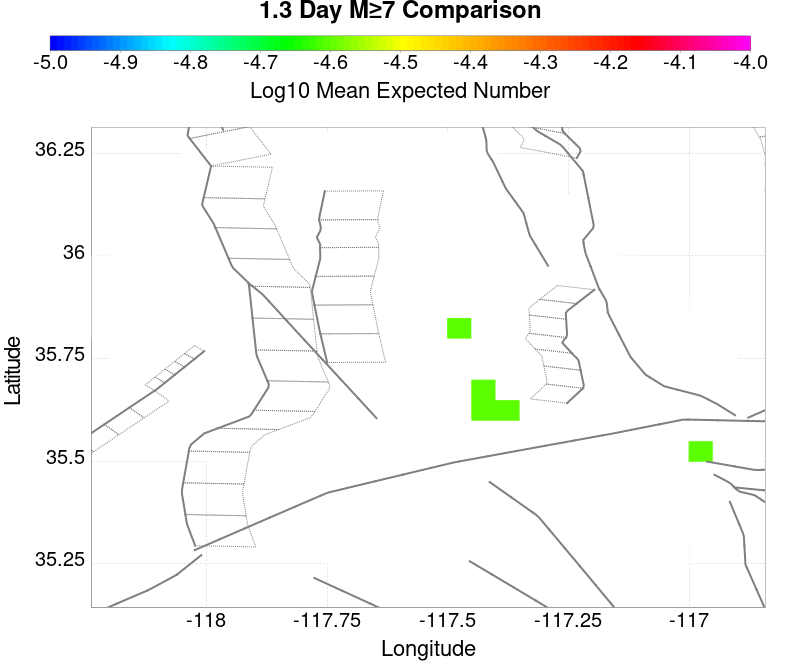 1.3 Day M≥7 Comparison
-5.0 -4.9 -4.8 -4.7 -4.6 -4.5 -4.4 -4.3 -4.2 -4.1 -4.0
Log10 Mean Expected Number
36.25
36
35.75
35.5
35.25
Latitude
-118 -117.75 -117.5 -117.25 -117
Longitude